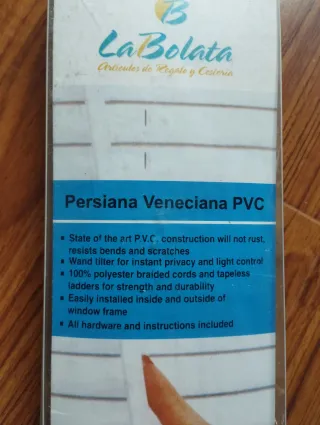 B
LaBolata
Artículos de Regalo y Cestería
Persiana Veneciana PVC
State of the art P.V.C. construction will not rust,
resists bends and scratches
Wand tilter for instant privacy and light control
100% polyester braided cords and tapeless
ladders for strength and durability
Easily installed inside and outside of
window frame
All hardware and instructions included